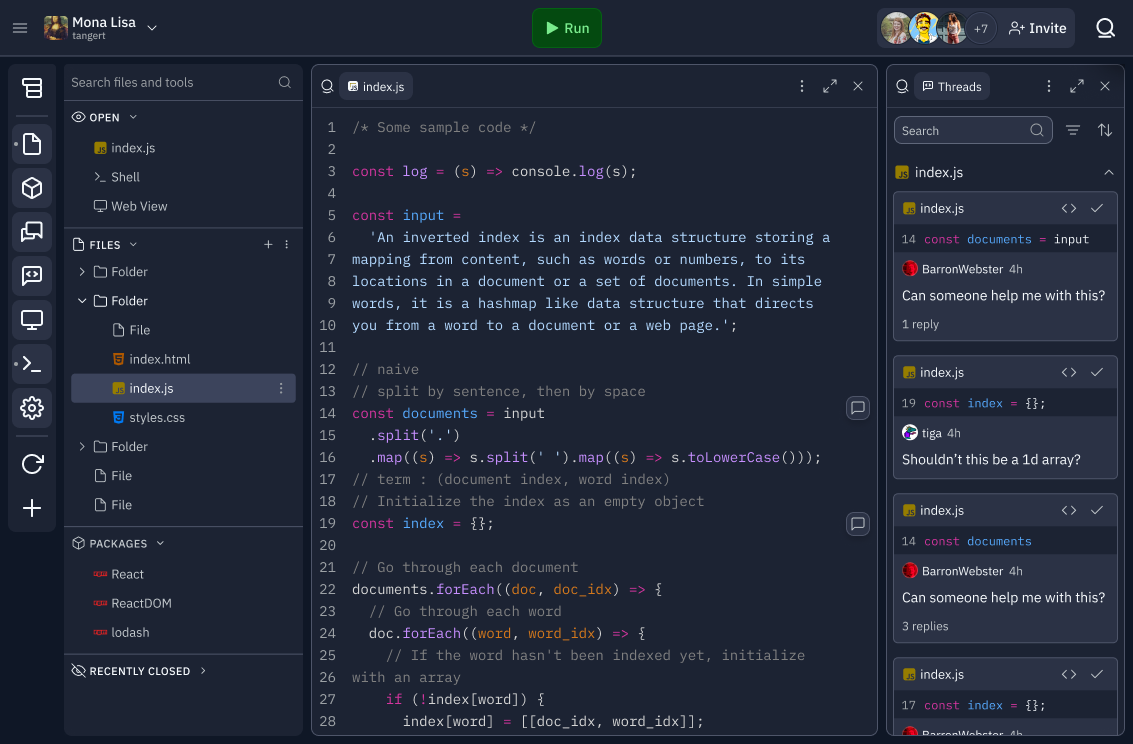 Mona Lisa
tangert
Run
+7
Invite
Search files and tools
OPEN
index.js
Shell
Web View
FILES
Folder
Folder
File
index.html
index.js
styles.css
Folder
File
File
PACKAGES
React
ReactDOM
lodash
RECENTLY CLOSED
index.js
1 /* Some sample code */
2
3 const log = (s) => console.log(s);
4
5 const input =
6 'An inverted index is an index data structure storing a
7 mapping from content, such as words or numbers, to its
8 locations in a document or a set of documents. In simple
9 words, it is a hashmap like data structure that directs
10 you from a word to a document or a web page.';
11
12 // naive
13 // split by sentence, then by space
14 const documents = input
15 .split('.')
16 .map((s) => s.split(' ').map((s) => s.toLowerCase()));
17 // term : (document index, word index)
18 // Initialize the index as an empty object
19 const index = {};
20
21 // Go through each document
22 documents.forEach((doc, doc_idx) => {
23 // Go through each word
24 doc.forEach((word, word_idx) => {
25 // If the word hasn't been indexed yet, initialize
26 with an array
27 if (!index[word]) {
28 index[word] = [[doc_idx, word_idx]];
Threads
Search
index.js
index.js
14 const documents = input
BarronWebster 4h
Can someone help me with this?
1 reply
index.js
19 const index = {};
tiga 4h
Shouldn't this be a 1d array?
index.js
14 const documents
BarronWebster 4h
Can someone help me with this?
3 replies
index.js
17 const index = {};
BarronWebster 4h